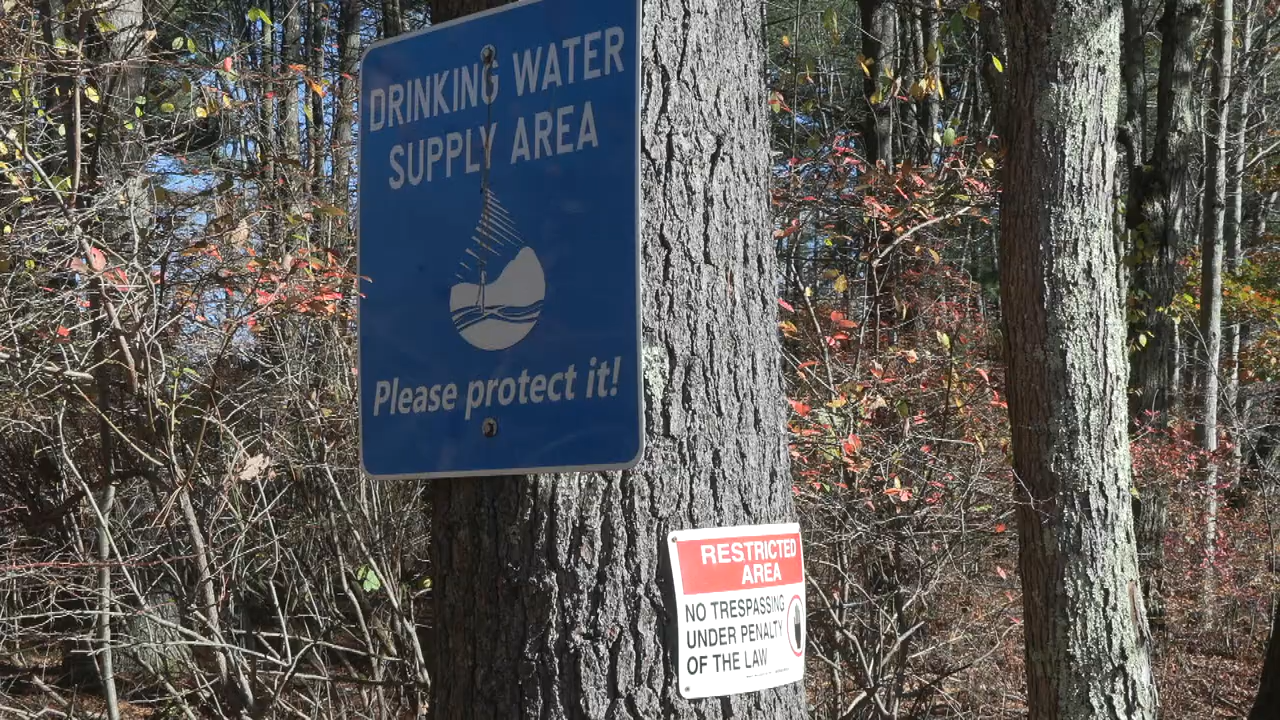 DRINKING WATER
SUPPLY AREA
Please protect it!
RESTRICTED
AREA
NO TRESPASSING
UNDER PENALTY
OF THE LAW